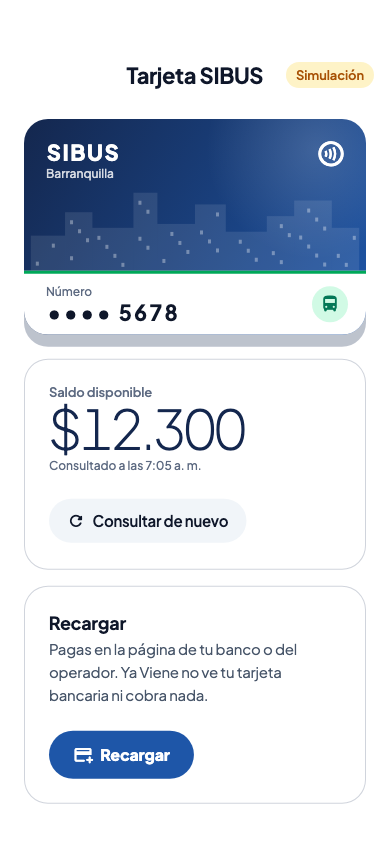 Tarjeta SIBUS
Simulación
SIBUS
Barranquilla
Número
•••• 5678
Saldo disponible
$12.300
Consultado a las 7:05 a. m.
Consultar de nuevo
Recargar
Pagas en la página de tu banco o del
operador. Ya Viene no ve tu tarjeta
bancaria ni cobra nada.
Recargar